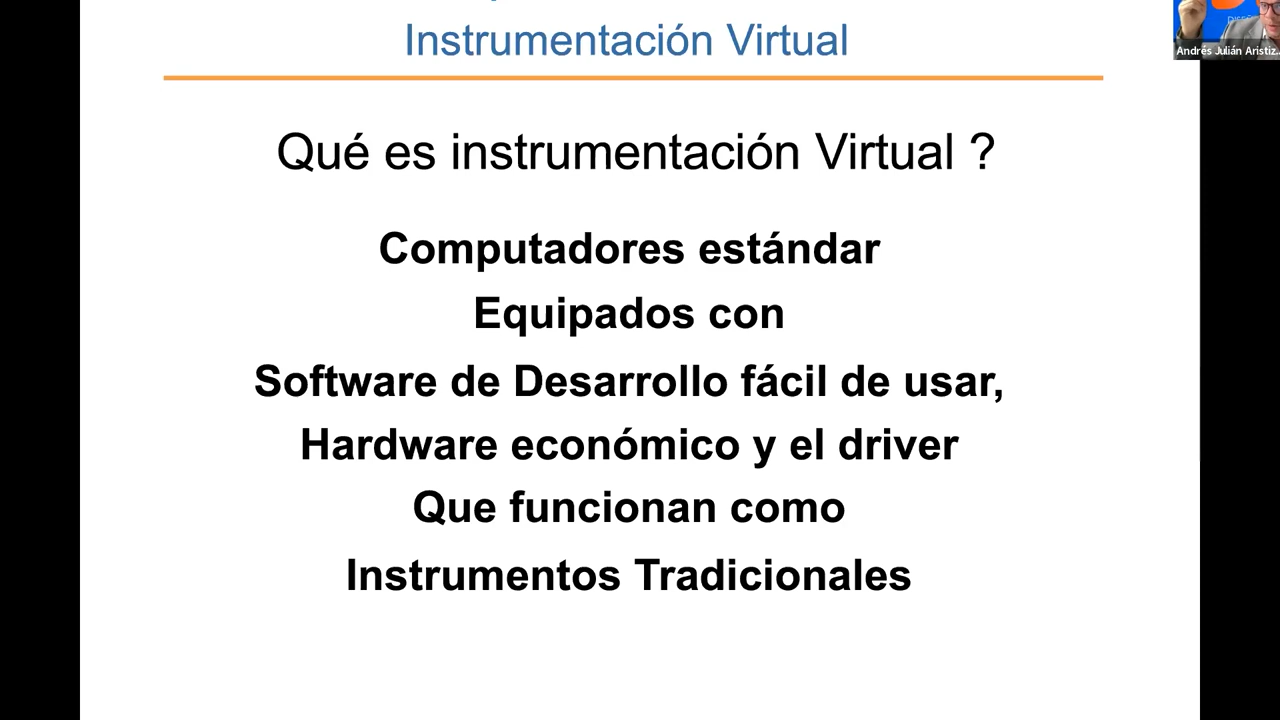 Instrumentación Virtual
Andrés Julián Aristiz...
Qué es instrumentación Virtual ?
Computadores estándar
Equipados con
Software de Desarrollo fácil de usar,
Hardware económico y el driver
Que funcionan como
Instrumentos Tradicionales